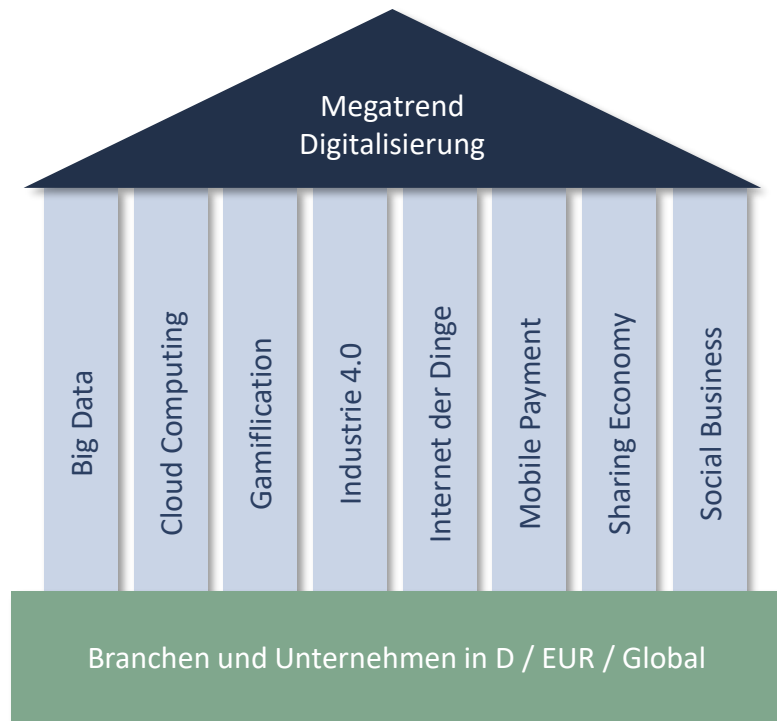 Megatrend
Digitalisierung
Big Data
Cloud Computing
Gamiflication
Industrie 4.0
Internet der Dinge
Mobile Payment
Sharing Economy
Social Business
Branchen und Unternehmen in D / EUR / Global